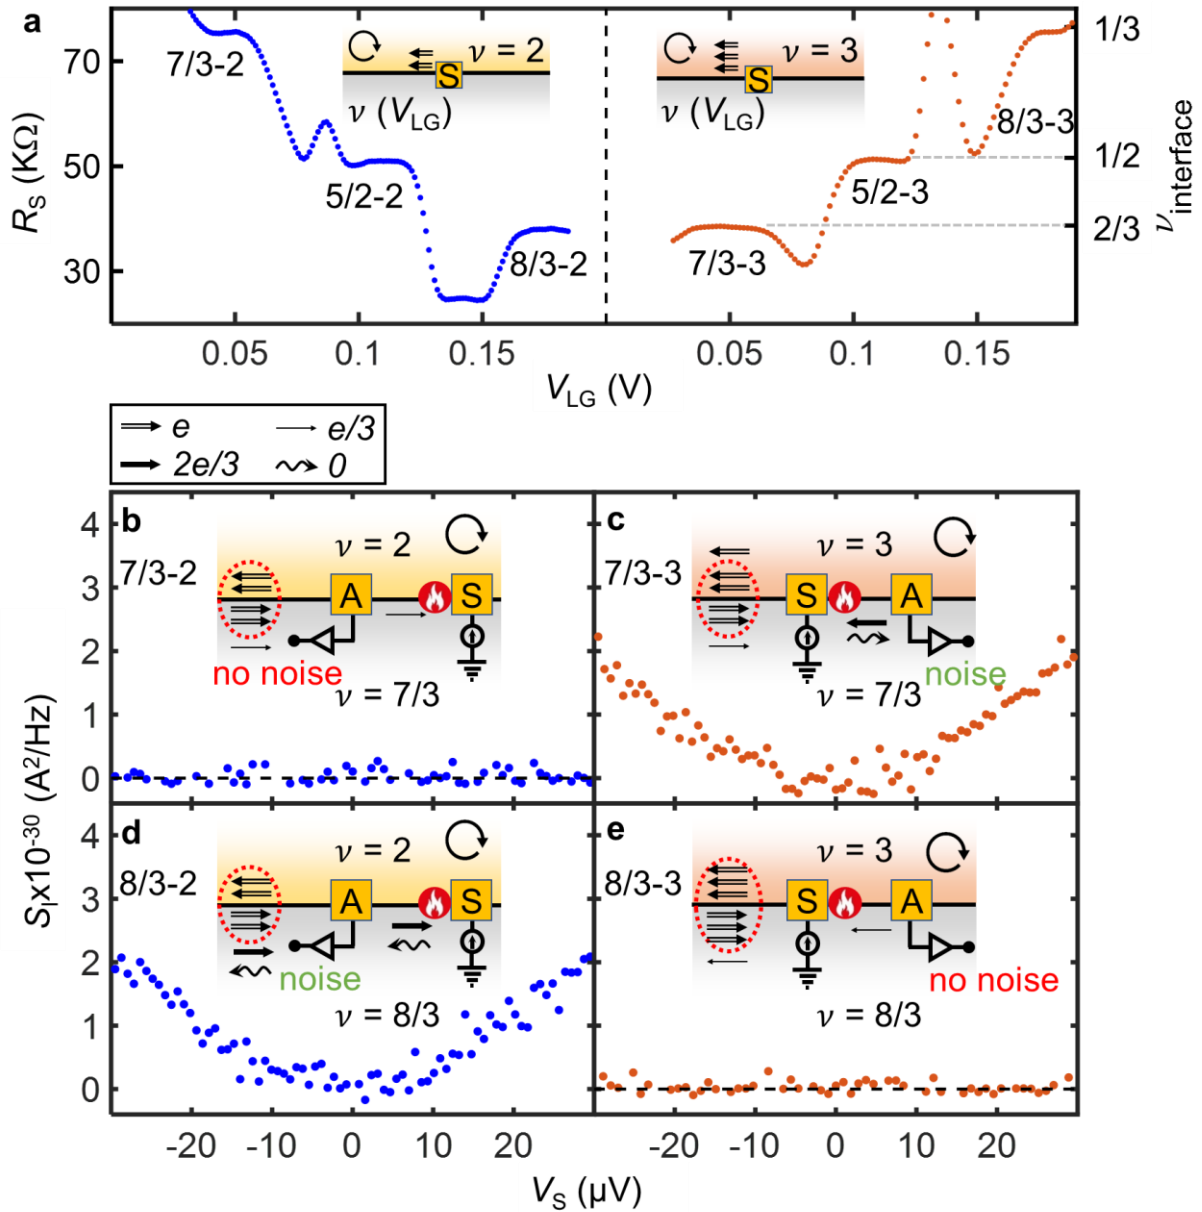 a
R_S (KΩ)
70
50
30
7/3-2
5/2-2
8/3-2
S
ν = 2
ν (V_LG)
7/3-3
5/2-3
8/3-3
S
ν = 3
ν (V_LG)
1/3
1/2
2/3
ν_interface
0.05 0.1 0.15 0.05 0.1 0.15
V_LG (V)
e e/3
2e/3 0
S_I x10^-30 (A²/Hz)
b
7/3-2
ν = 2
A S
no noise
ν = 7/3
4
3
2
1
0
c
7/3-3
ν = 3
S A
noise
ν = 7/3
d
8/3-2
ν = 2
A S
noise
ν = 8/3
4
3
2
1
0
e
8/3-3
ν = 3
S A
no noise
ν = 8/3
-20 -10 0 10 20 -20 -10 0 10 20
V_S (µV)